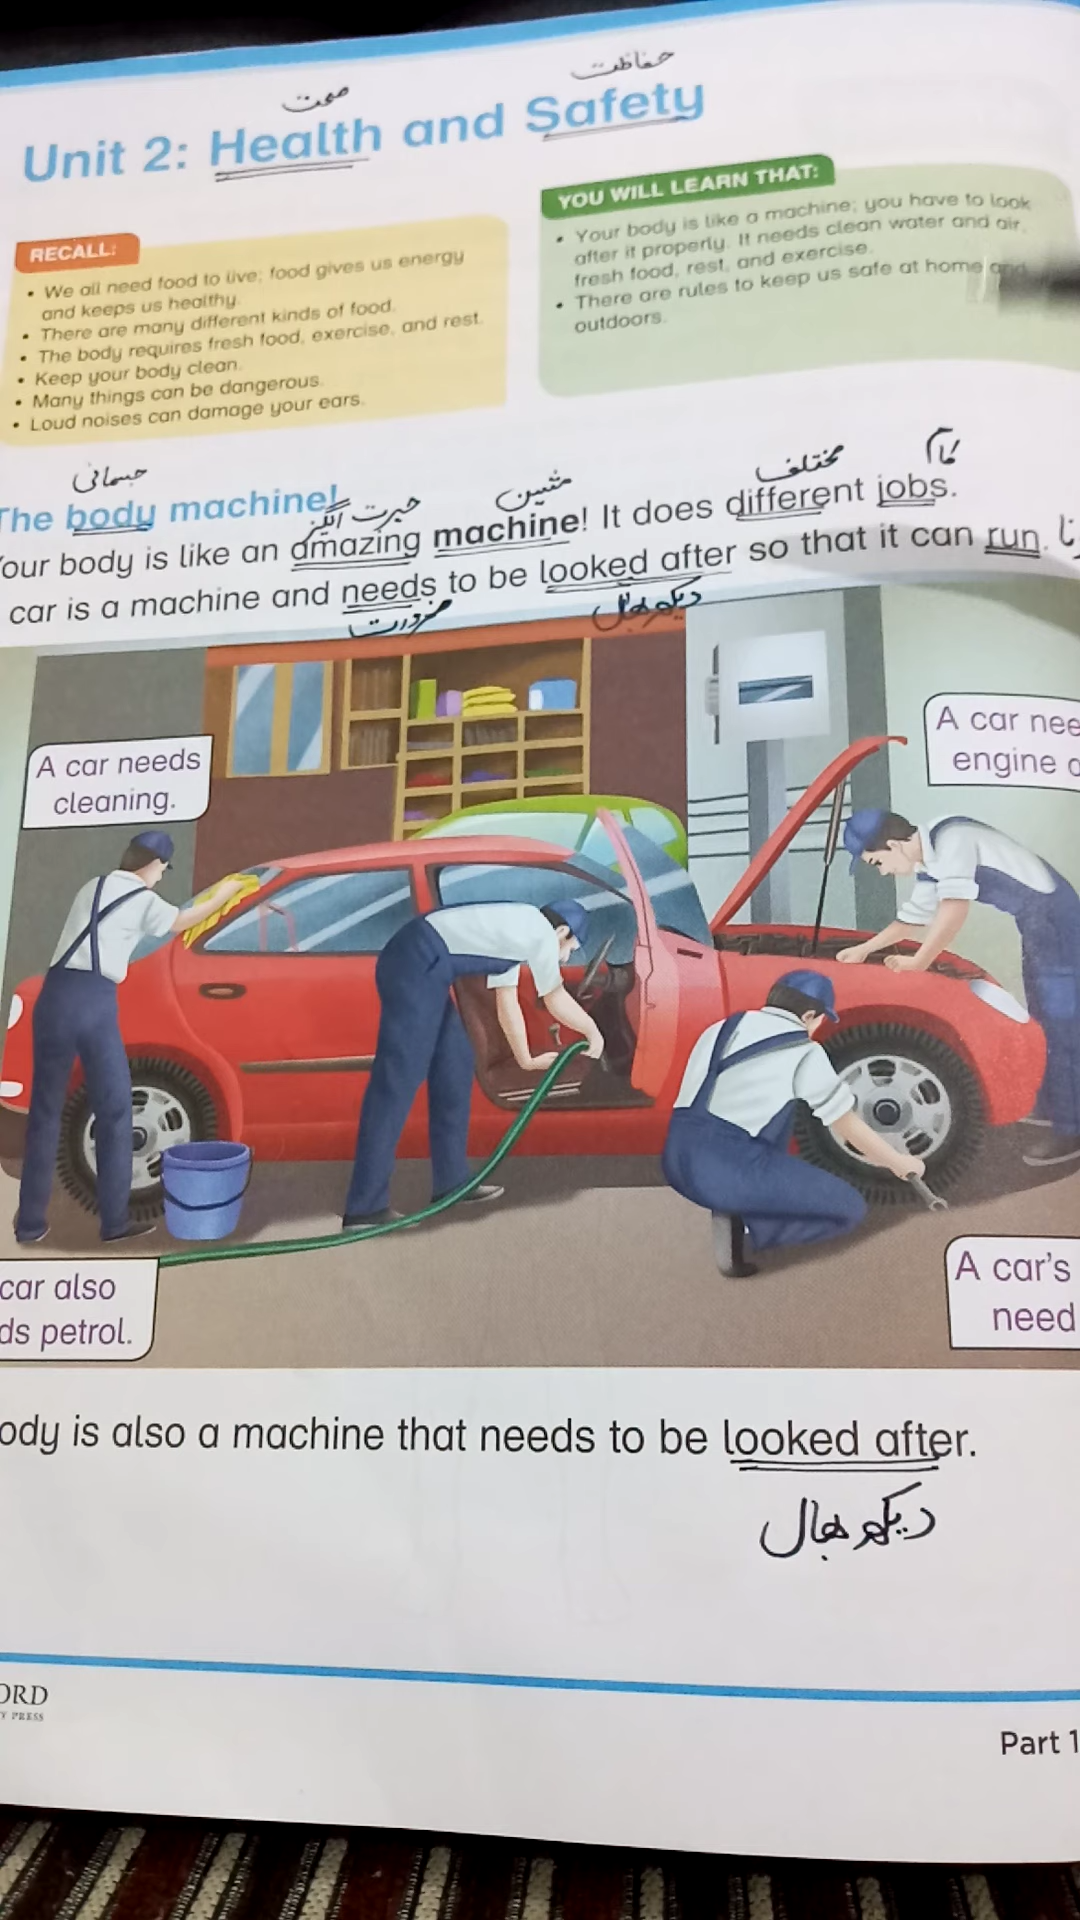 حفاظت
صحت
Unit 2: Health and Safety
RECALL:
• We all need food to live; food gives us energy
and keeps us healthy.
• There are many different kinds of food.
• The body requires fresh food, exercise, and rest.
• Keep your body clean.
• Many things can be dangerous.
• Loud noises can damage your ears.
YOU WILL LEARN THAT:
• Your body is like a machine; you have to look
after it properly. It needs clean water and air,
fresh food, rest, and exercise.
• There are rules to keep us safe at home and
outdoors.
جسمانی
The body machine!
حیرت انگیز مشین مختلف کام
our body is like an amazing machine! It does different jobs.
car is a machine and needs to be looked after so that it can run.
ضرورت دیکھ بھال
A car needs
cleaning.
A car nee
engine
car also
ds petrol.
A car's
need
ody is also a machine that needs to be looked after.
دیکھ بھال
ORD
Y PRESS
Part 1